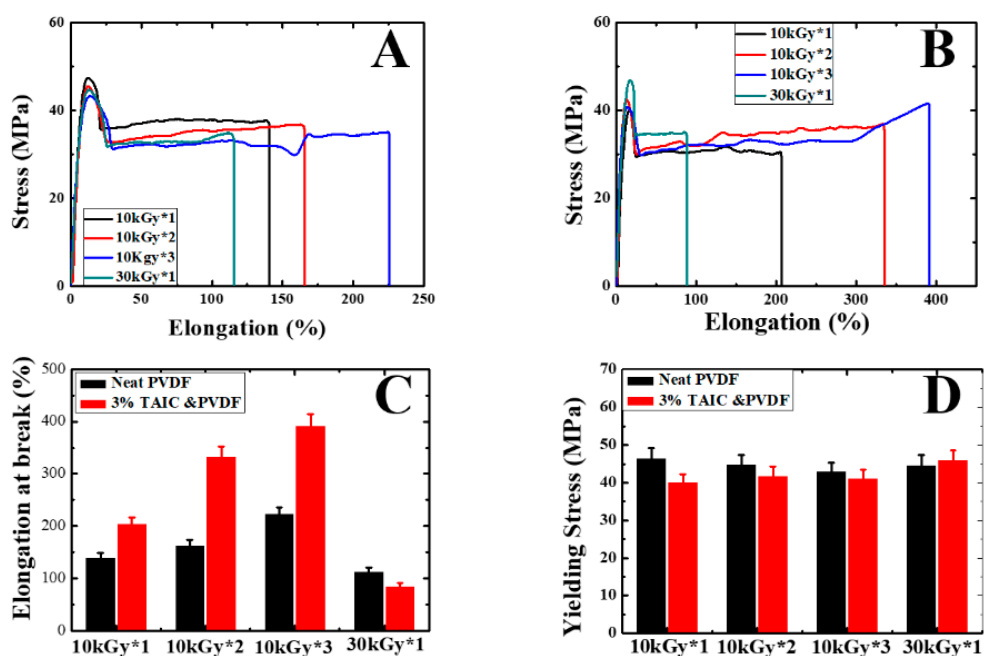 A
Stress (MPa)
60
40
20
0
10kGy*1
10kGy*2
10Kgy*3
30kGy*1
0 50 100 150 200 250
Elongation (%)
B
Stress (MPa)
60
40
20
0
10kGy*1
10kGy*2
10kGy*3
30kGy*1
0 100 200 300 400
Elongation (%)
C
Elongation at break (%)
500
400
300
200
100
0
Neat PVDF
3% TAIC &PVDF
10kGy*1 10kGy*2 10kGy*3 30kGy*1
D
Yielding Stress (MPa)
70
60
50
40
30
20
10
0
Neat PVDF
3% TAIC &PVDF
10kGy*1 10kGy*2 10kGy*3 30kGy*1